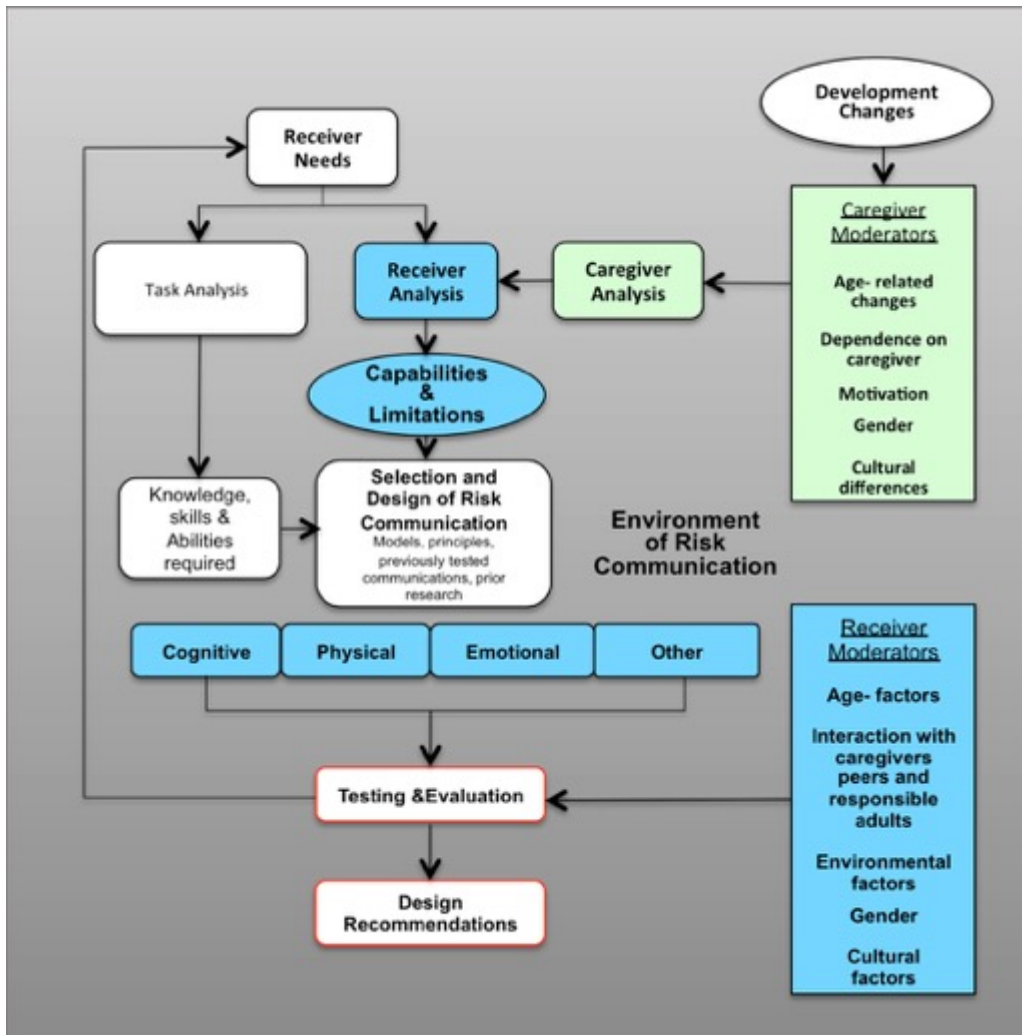 Development
Changes
Receiver
Needs
Caregiver
Moderators
Age- related
changes
Dependence on
caregiver
Motivation
Gender
Cultural
differences
Task Analysis
Receiver
Analysis
Caregiver
Analysis
Capabilities
&
Limitations
Knowledge,
skills &
Abilities
required
Selection and
Design of Risk
Communication
Models, principles,
previously tested
communications, prior
research
Environment
of Risk
Communication
Cognitive
Physical
Emotional
Other
Receiver
Moderators
Age- factors
Interaction with
caregivers
peers and
responsible
adults
Environmental
factors
Gender
Cultural
factors
Testing &Evaluation
Design
Recommendations